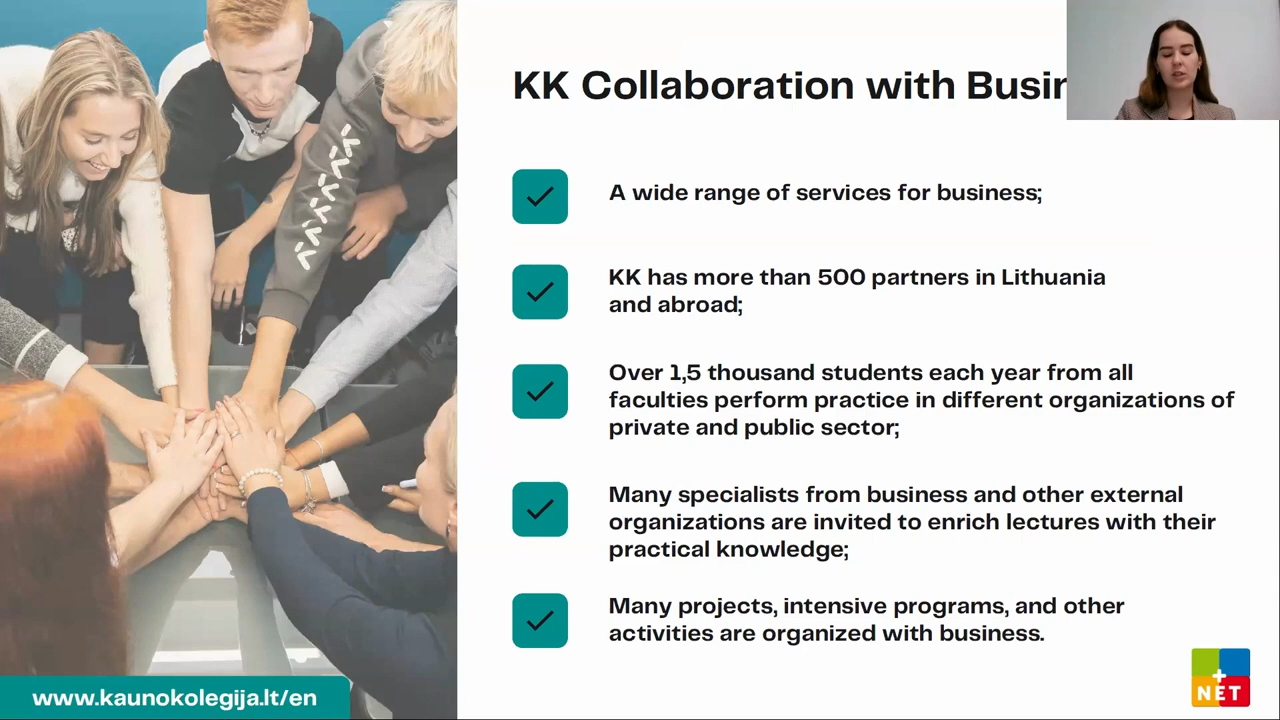 KK Collaboration with
A wide range of services for business;
KK has more than 500 partners in Lithuania
and abroad;
Over 1,5 thousand students each year from all
faculties perform practice in different organizations of
private and public sector;
Many specialists from business and other external
organizations are invited to enrich lectures with their
practical knowledge;
Many projects, intensive programs, and other
activities are organized with business.
www.kaunokolegija.lt/en
+
NET